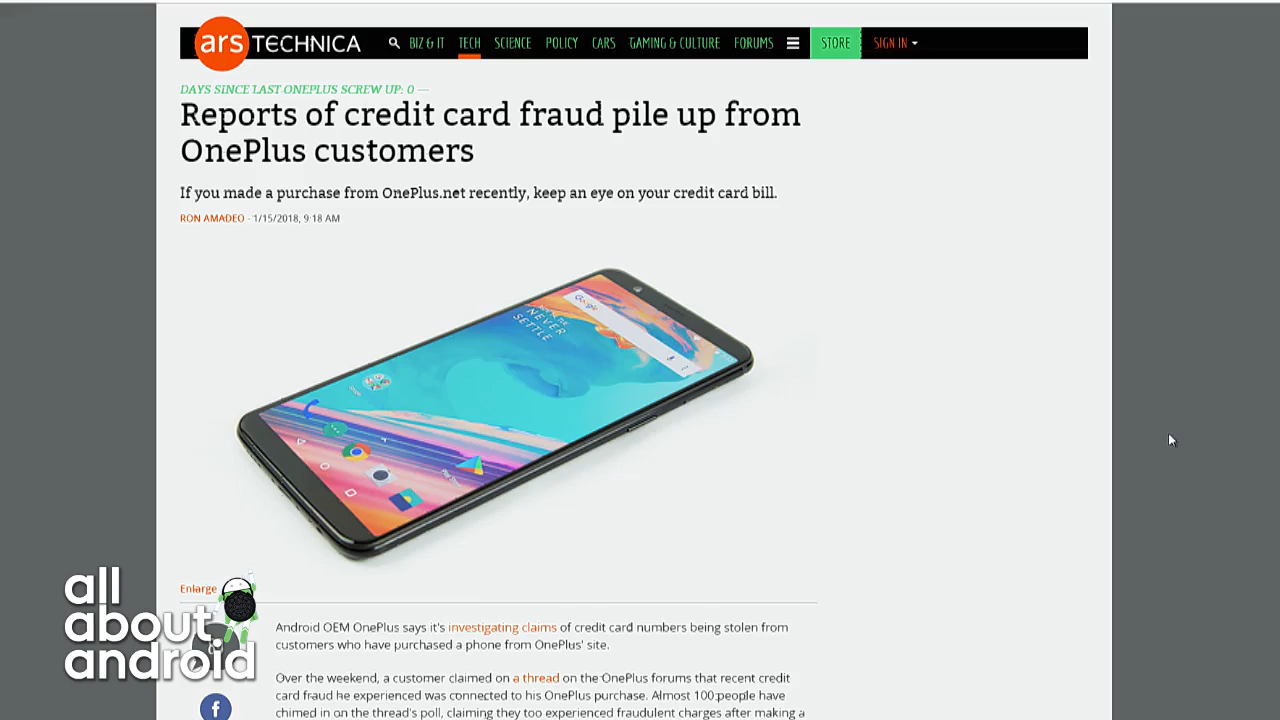 ars TECHNICA BIZ & IT TECH SCIENCE POLICY CARS GAMING & CULTURE FORUMS STORE SIGN IN
DAYS SINCE LAST ONEPLUS SCREW UP: 0 —
Reports of credit card fraud pile up from
OnePlus customers
If you made a purchase from OnePlus.net recently, keep an eye on your credit card bill.
RON AMADEO - 1/15/2018, 9:18 AM
Google
NEVER
SETTLE
Enlarge
Android OEM OnePlus says it's investigating claims of credit card numbers being stolen from
customers who have purchased a phone from OnePlus' site.
Over the weekend, a customer claimed on a thread on the OnePlus forums that recent credit
card fraud he experienced was connected to his OnePlus purchase. Almost 100 people have
chimed in on the thread's poll, claiming they too experienced fraudulent charges after making a
all
about
android